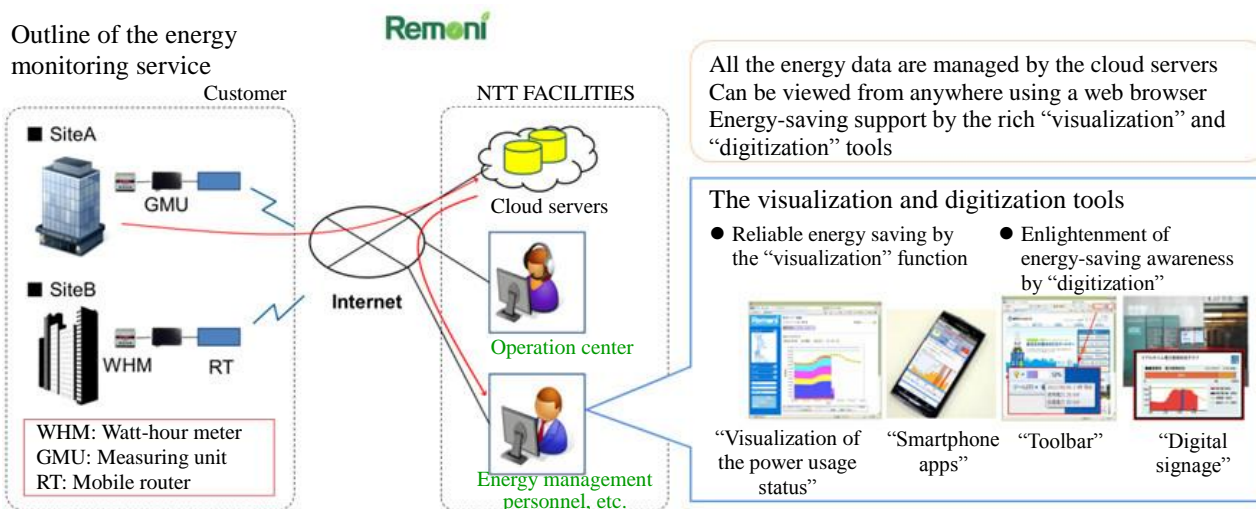 Remoni
Outline of the energy
monitoring service
Customer
SiteA
GMU
SiteB
WHM
RT
WHM: Watt-hour meter
GMU: Measuring unit
RT: Mobile router
Internet
NTT FACILITIES
Cloud servers
Operation center
Energy management
personnel, etc.
All the energy data are managed by the cloud servers
Can be viewed from anywhere using a web browser
Energy-saving support by the rich “visualization” and
“digitization” tools
The visualization and digitization tools
● Reliable energy saving by
the “visualization” function
● Enlightenment of
energy-saving awareness
by “digitization”
Remoni
“Visualization of
the power usage
status”
“Smartphone
apps”
“Toolbar”
“Digital
signage”